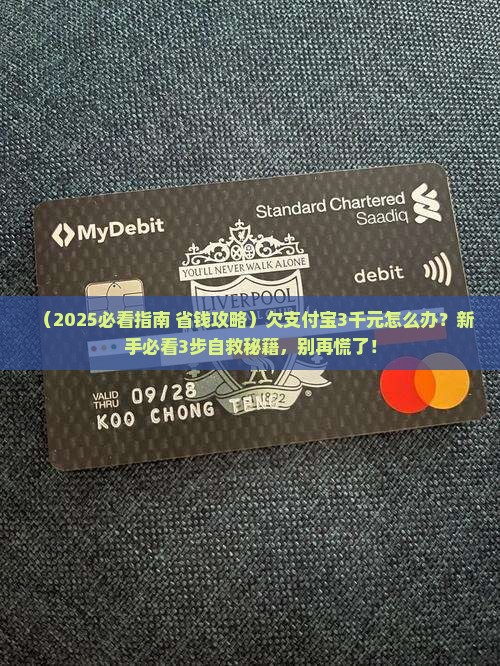 MyDebit
Standard Chartered
Saadiq
YOU'LL NEVER WALK ALONE
LIVERPOOL
debit
（2025必看指南 省钱攻略）欠支付宝3千元怎么办？新
手必看3步自救秘籍，别再慌了！
VALID
THRU
09/28
KOO CHONG
1892